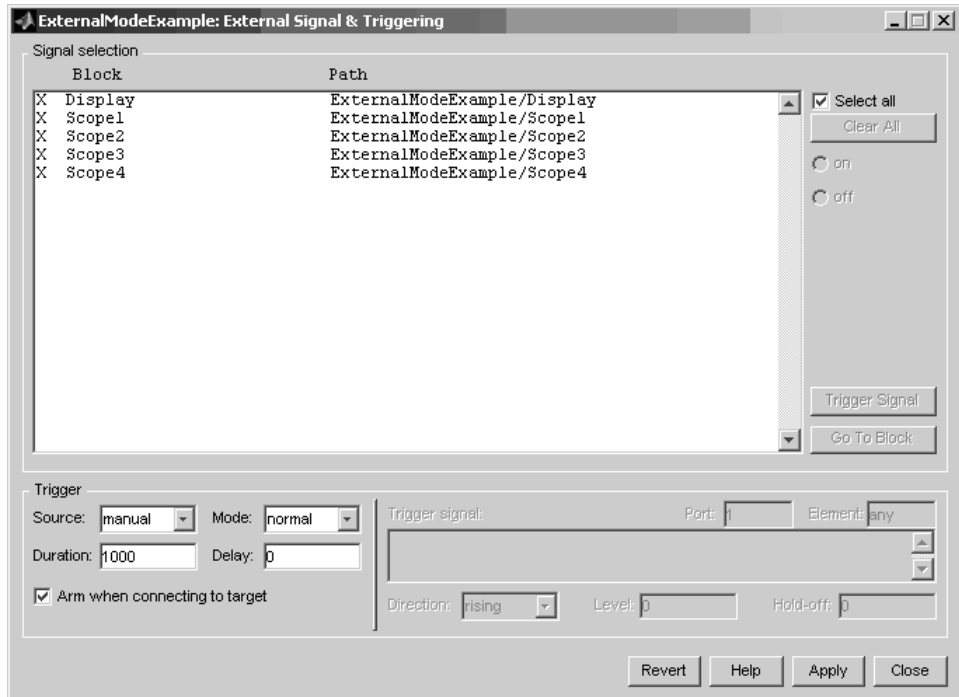 ExternalModeExample: External Signal & Triggering
Signal selection
Block Path
X Display ExternalModeExample/Display
X Scope1 ExternalModeExample/Scope1
X Scope2 ExternalModeExample/Scope2
X Scope3 ExternalModeExample/Scope3
X Scope4 ExternalModeExample/Scope4
Select all
Clear All
on
off
Trigger Signal
Go To Block
Trigger
Source: manual Mode: normal
Duration: 1000 Delay: 0
Arm when connecting to target
Trigger signal: Port: 1 Element: any
Direction: rising Level: 0 Hold-off: 0
Revert Help Apply Close